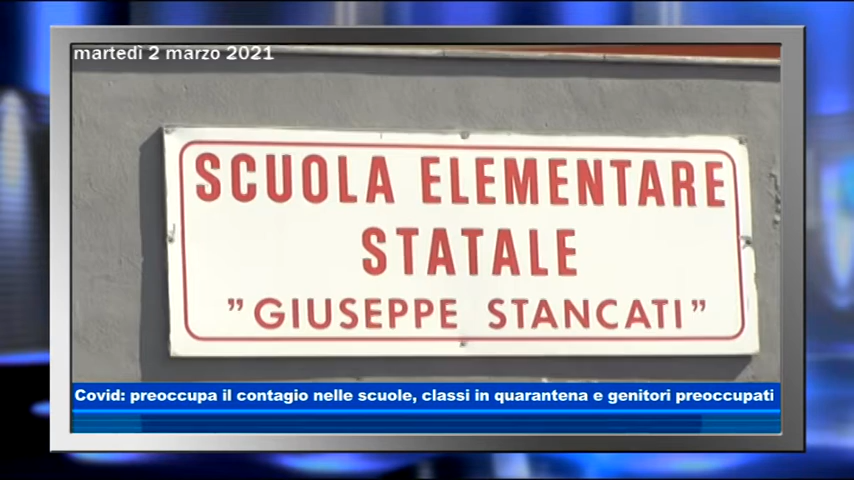 martedì 2 marzo 2021
SCUOLA ELEMENTARE
STATALE
"GIUSEPPE STANCATI"
Covid: preoccupa il contagio nelle scuole, classi in quarantena e genitori preoccupati